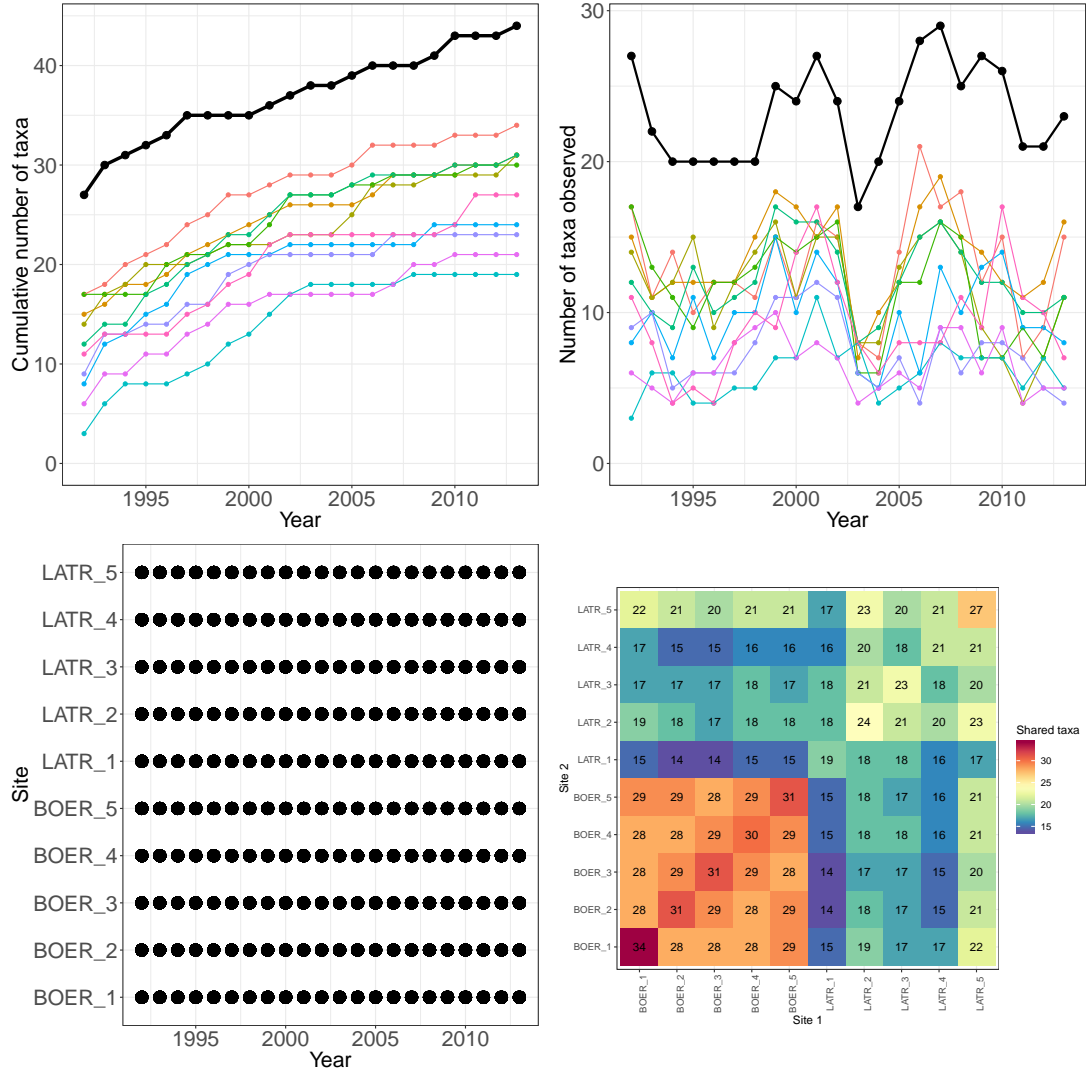 Cumulative number of taxa
40
30
20
10
0
1995 2000 2005 2010
Year
Number of taxa observed
30
20
10
0
1995 2000 2005 2010
Year
Site
LATR_5
LATR_4
LATR_3
LATR_2
LATR_1
BOER_5
BOER_4
BOER_3
BOER_2
BOER_1
1995 2000 2005 2010
Year
Site 2
LATR_5 22 21 20 21 21 17 23 20 21 27
LATR_4 17 15 15 16 16 16 20 18 21 21
LATR_3 17 17 17 18 17 18 21 23 18 20
LATR_2 19 18 17 18 18 18 24 21 20 23
LATR_1 15 14 14 15 15 19 18 18 16 17
BOER_5 29 29 28 29 31 15 18 17 16 21
BOER_4 28 28 29 30 29 15 18 18 16 21
BOER_3 28 29 31 29 28 14 17 17 15 20
BOER_2 28 31 29 28 29 14 18 17 15 21
BOER_1 34 28 28 28 29 15 19 17 17 22
BOER_1 BOER_2 BOER_3 BOER_4 BOER_5 LATR_1 LATR_2 LATR_3 LATR_4 LATR_5
Site 1
Shared taxa
30
25
20
15